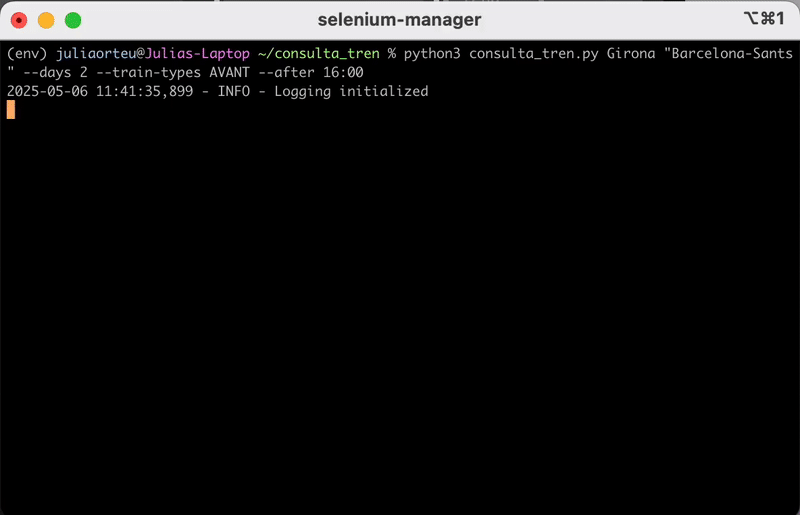 selenium-manager
⌥⌘1
(env) juliaorteu@Julias-Laptop ~/consulta_tren % python3 consulta_tren.py Girona "Barcelona-Sants
" --days 2 --train-types AVANT --after 16:00
2025-05-06 11:41:35,899 - INFO - Logging initialized